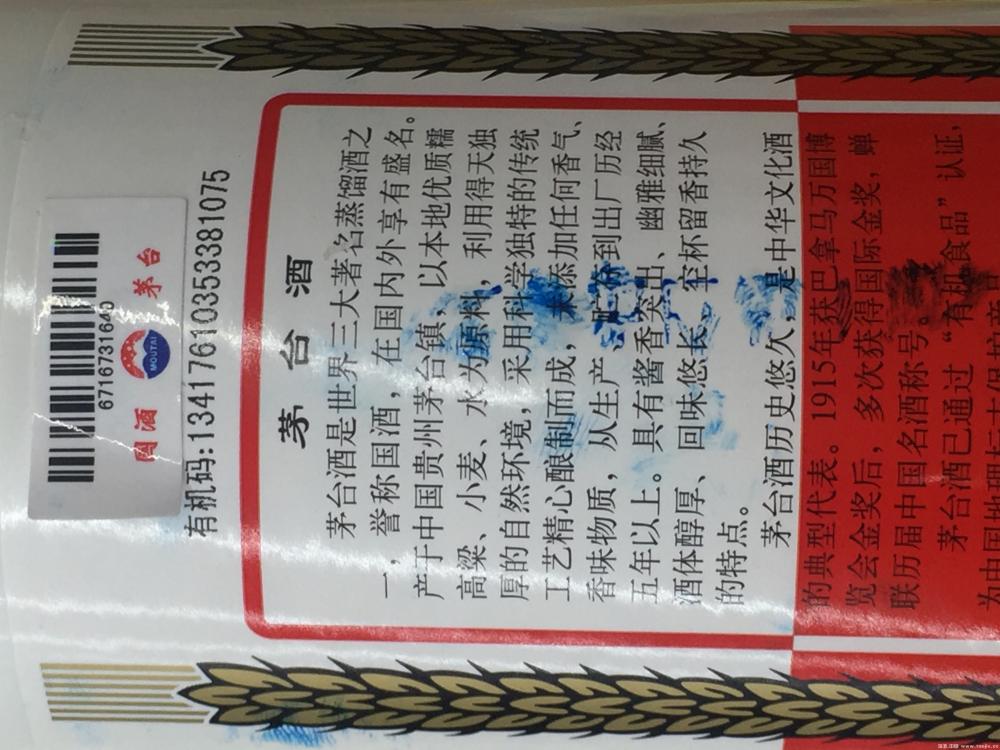 6716731640
国酒 MOUTAI 茅台
有机码:13417610353381075
茅台酒
茅台酒是世界三大著名蒸馏酒之
一,誉称国酒,在国内外享有盛名。
产于中国贵州茅台镇,以本地优质糯
高粱、小麦、水为原料,利用得天独
厚的自然环境,采用科学独特的传统
工艺精心酿制而成,未添加任何香气、
香味物质,从生产、贮存到出厂历经
五年以上。具有酱香突出、幽雅细腻、
酒体醇厚、回味悠长、空杯留香持久
的特点。
茅台酒历史悠久,是中华文化酒
的典型代表。1915年获巴拿马万国博
览会金奖后,多次获得国际金奖,蝉
联历届中国名酒称号。
茅台酒已通过“有机食品”认证,